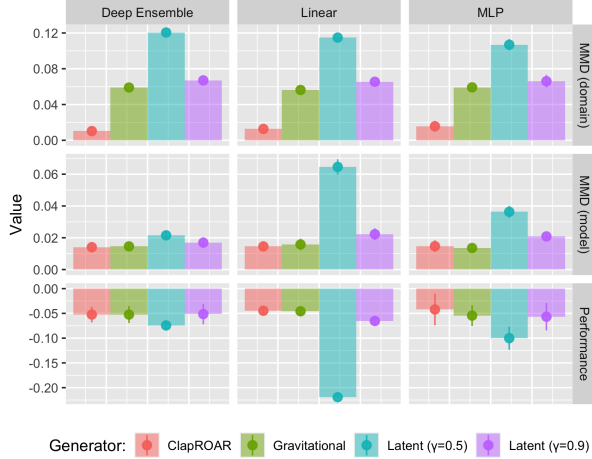 Deep Ensemble Linear MLP
0.12
0.08
0.04
0.00
MMD (domain)
0.06
0.04
0.02
0.00
MMD (model)
0.00
-0.05
-0.10
-0.15
-0.20
Performance
Value
Generator: ClapROAR Gravitational Latent (γ=0.5) Latent (γ=0.9)